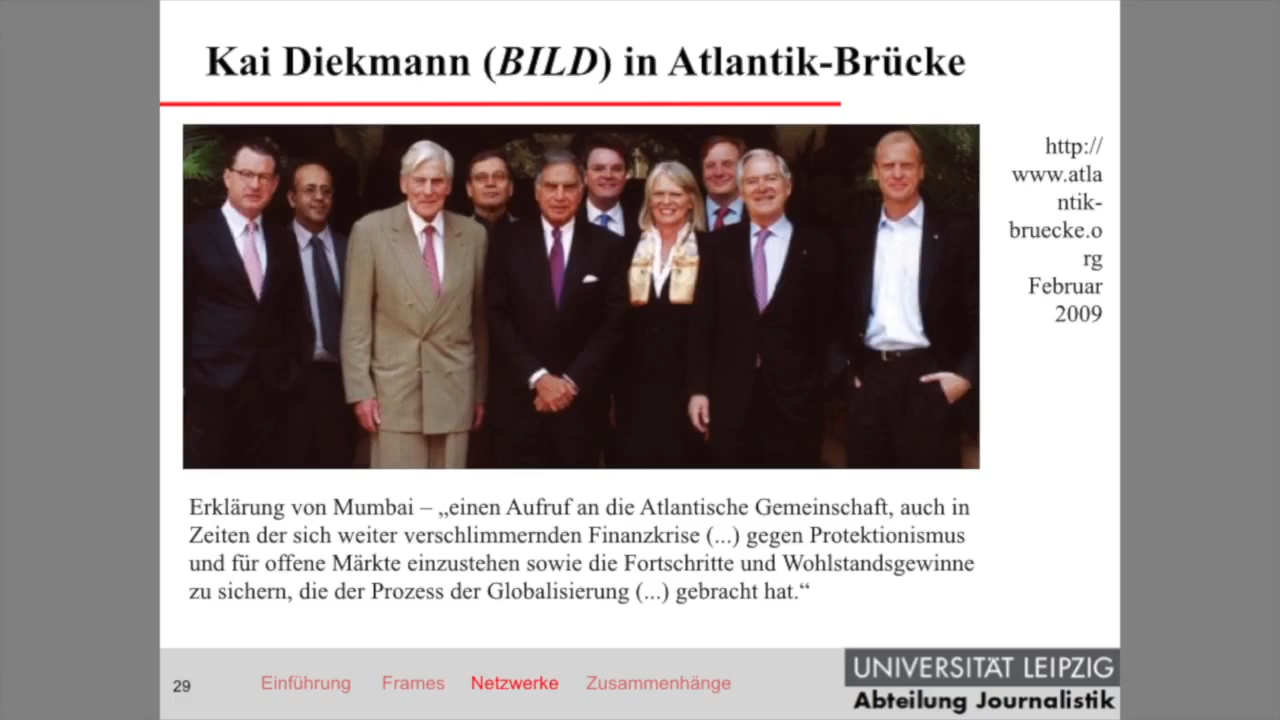 Kai Diekmann (BILD) in Atlantik-Brücke
http://
www.atla
ntik-
bruecke.o
rg
Februar
2009
Erklärung von Mumbai – „einen Aufruf an die Atlantische Gemeinschaft, auch in
Zeiten der sich weiter verschlimmernden Finanzkrise (...) gegen Protektionismus
und für offene Märkte einzustehen sowie die Fortschritte und Wohlstandsgewinne
zu sichern, die der Prozess der Globalisierung (...) gebracht hat.“
29 Einführung Frames Netzwerke Zusammenhänge
UNIVERSITÄT LEIPZIG
Abteilung Journalistik